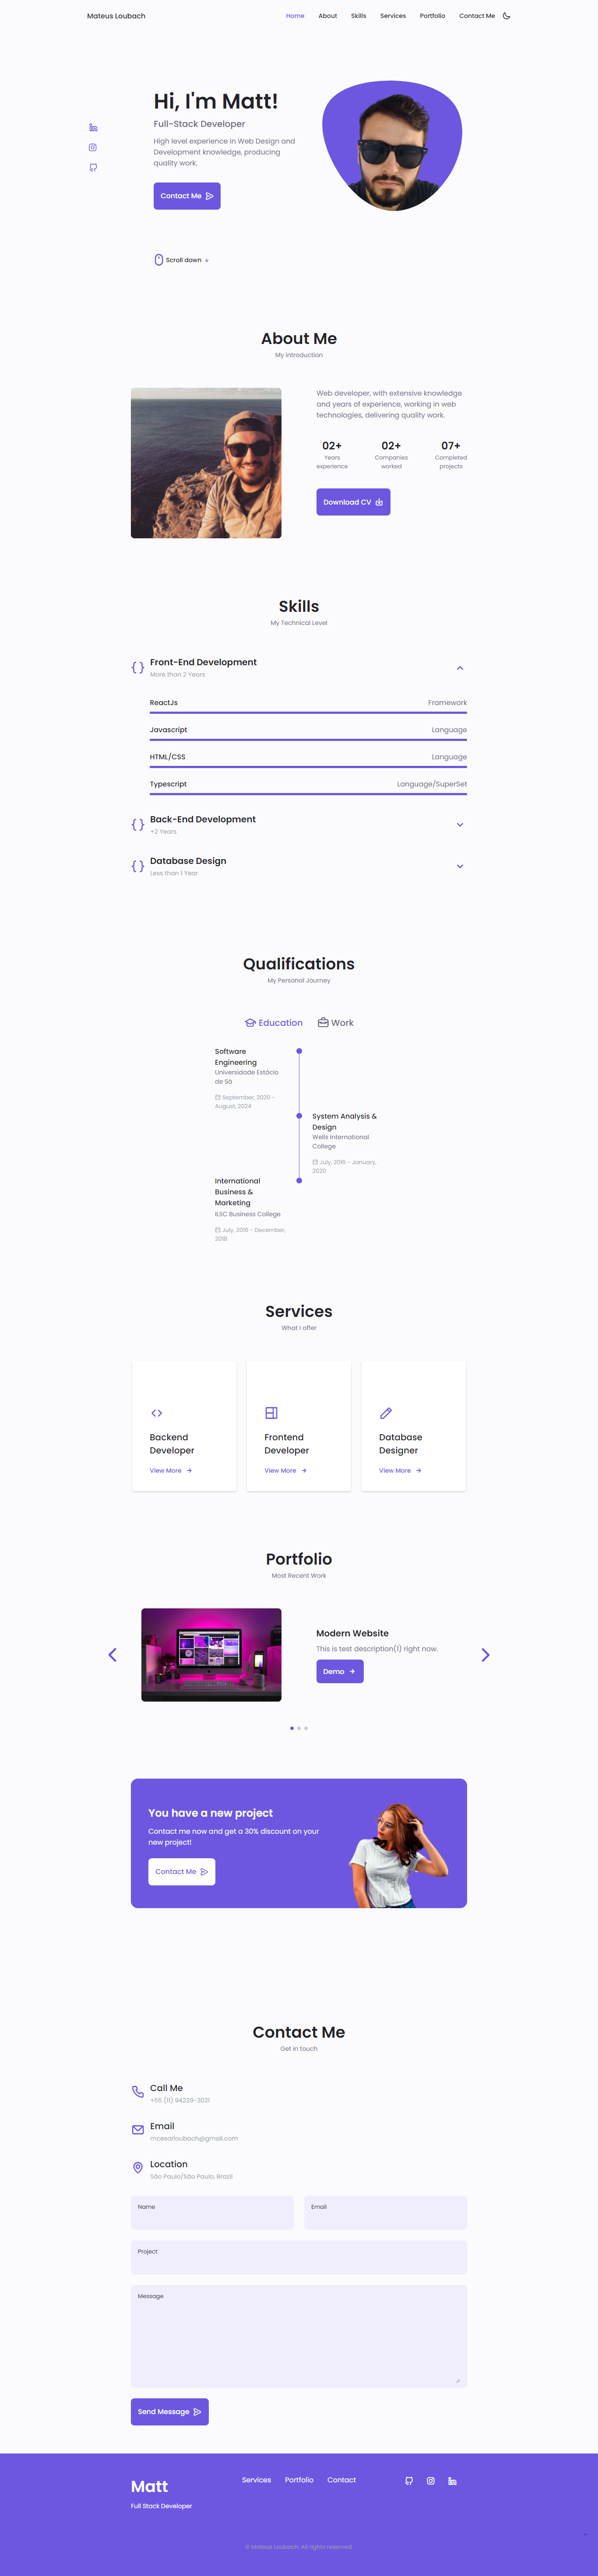 Mateus Loubach
Home About Skills Services Portfolio Contact Me
Hi, I'm Matt!
Full-Stack Developer
High level experience in Web Design and
Development knowledge, producing
quality work.
Contact Me
Scroll down
About Me
My introduction
Web developer, with extensive knowledge
and years of experience, working in web
technologies, delivering quality work.
02+ 02+ 07+
Years Companies Completed
experience worked projects
Download CV
Skills
My Technical Level
Front-End Development
More than 2 Years
ReactJs Framework
Javascript Language
HTML/CSS Language
Typescript Language/SuperSet
Back-End Development
+2 Years
Database Design
Less than 1 Year
Qualifications
My Personal Journey
Education Work
Software
Engineering
Universidade Estácio
de Sá
September, 2020 -
August, 2024
System Analysis &
Design
Wells International
College
July, 2016 - January,
2020
International
Business &
Marketing
ILSC Business College
July, 2016 - December,
2018
Services
What I offer
Backend
Developer
View More
Frontend
Developer
View More
Database
Designer
View More
Portfolio
Most Recent Work
Modern Website
This is test description(1) right now.
Demo
You have a new project
Contact me now and get a 30% discount on your
new project!
Contact Me
Contact Me
Get in touch
Call Me
+55 (11) 94239-3021
Email
mcesarloubach@gmail.com
Location
São Paulo/São Paulo, Brazil
Name Email
Project
Message
Send Message
Matt
Full Stack Developer
Services Portfolio Contact
© Mateus Loubach. All rights reserved